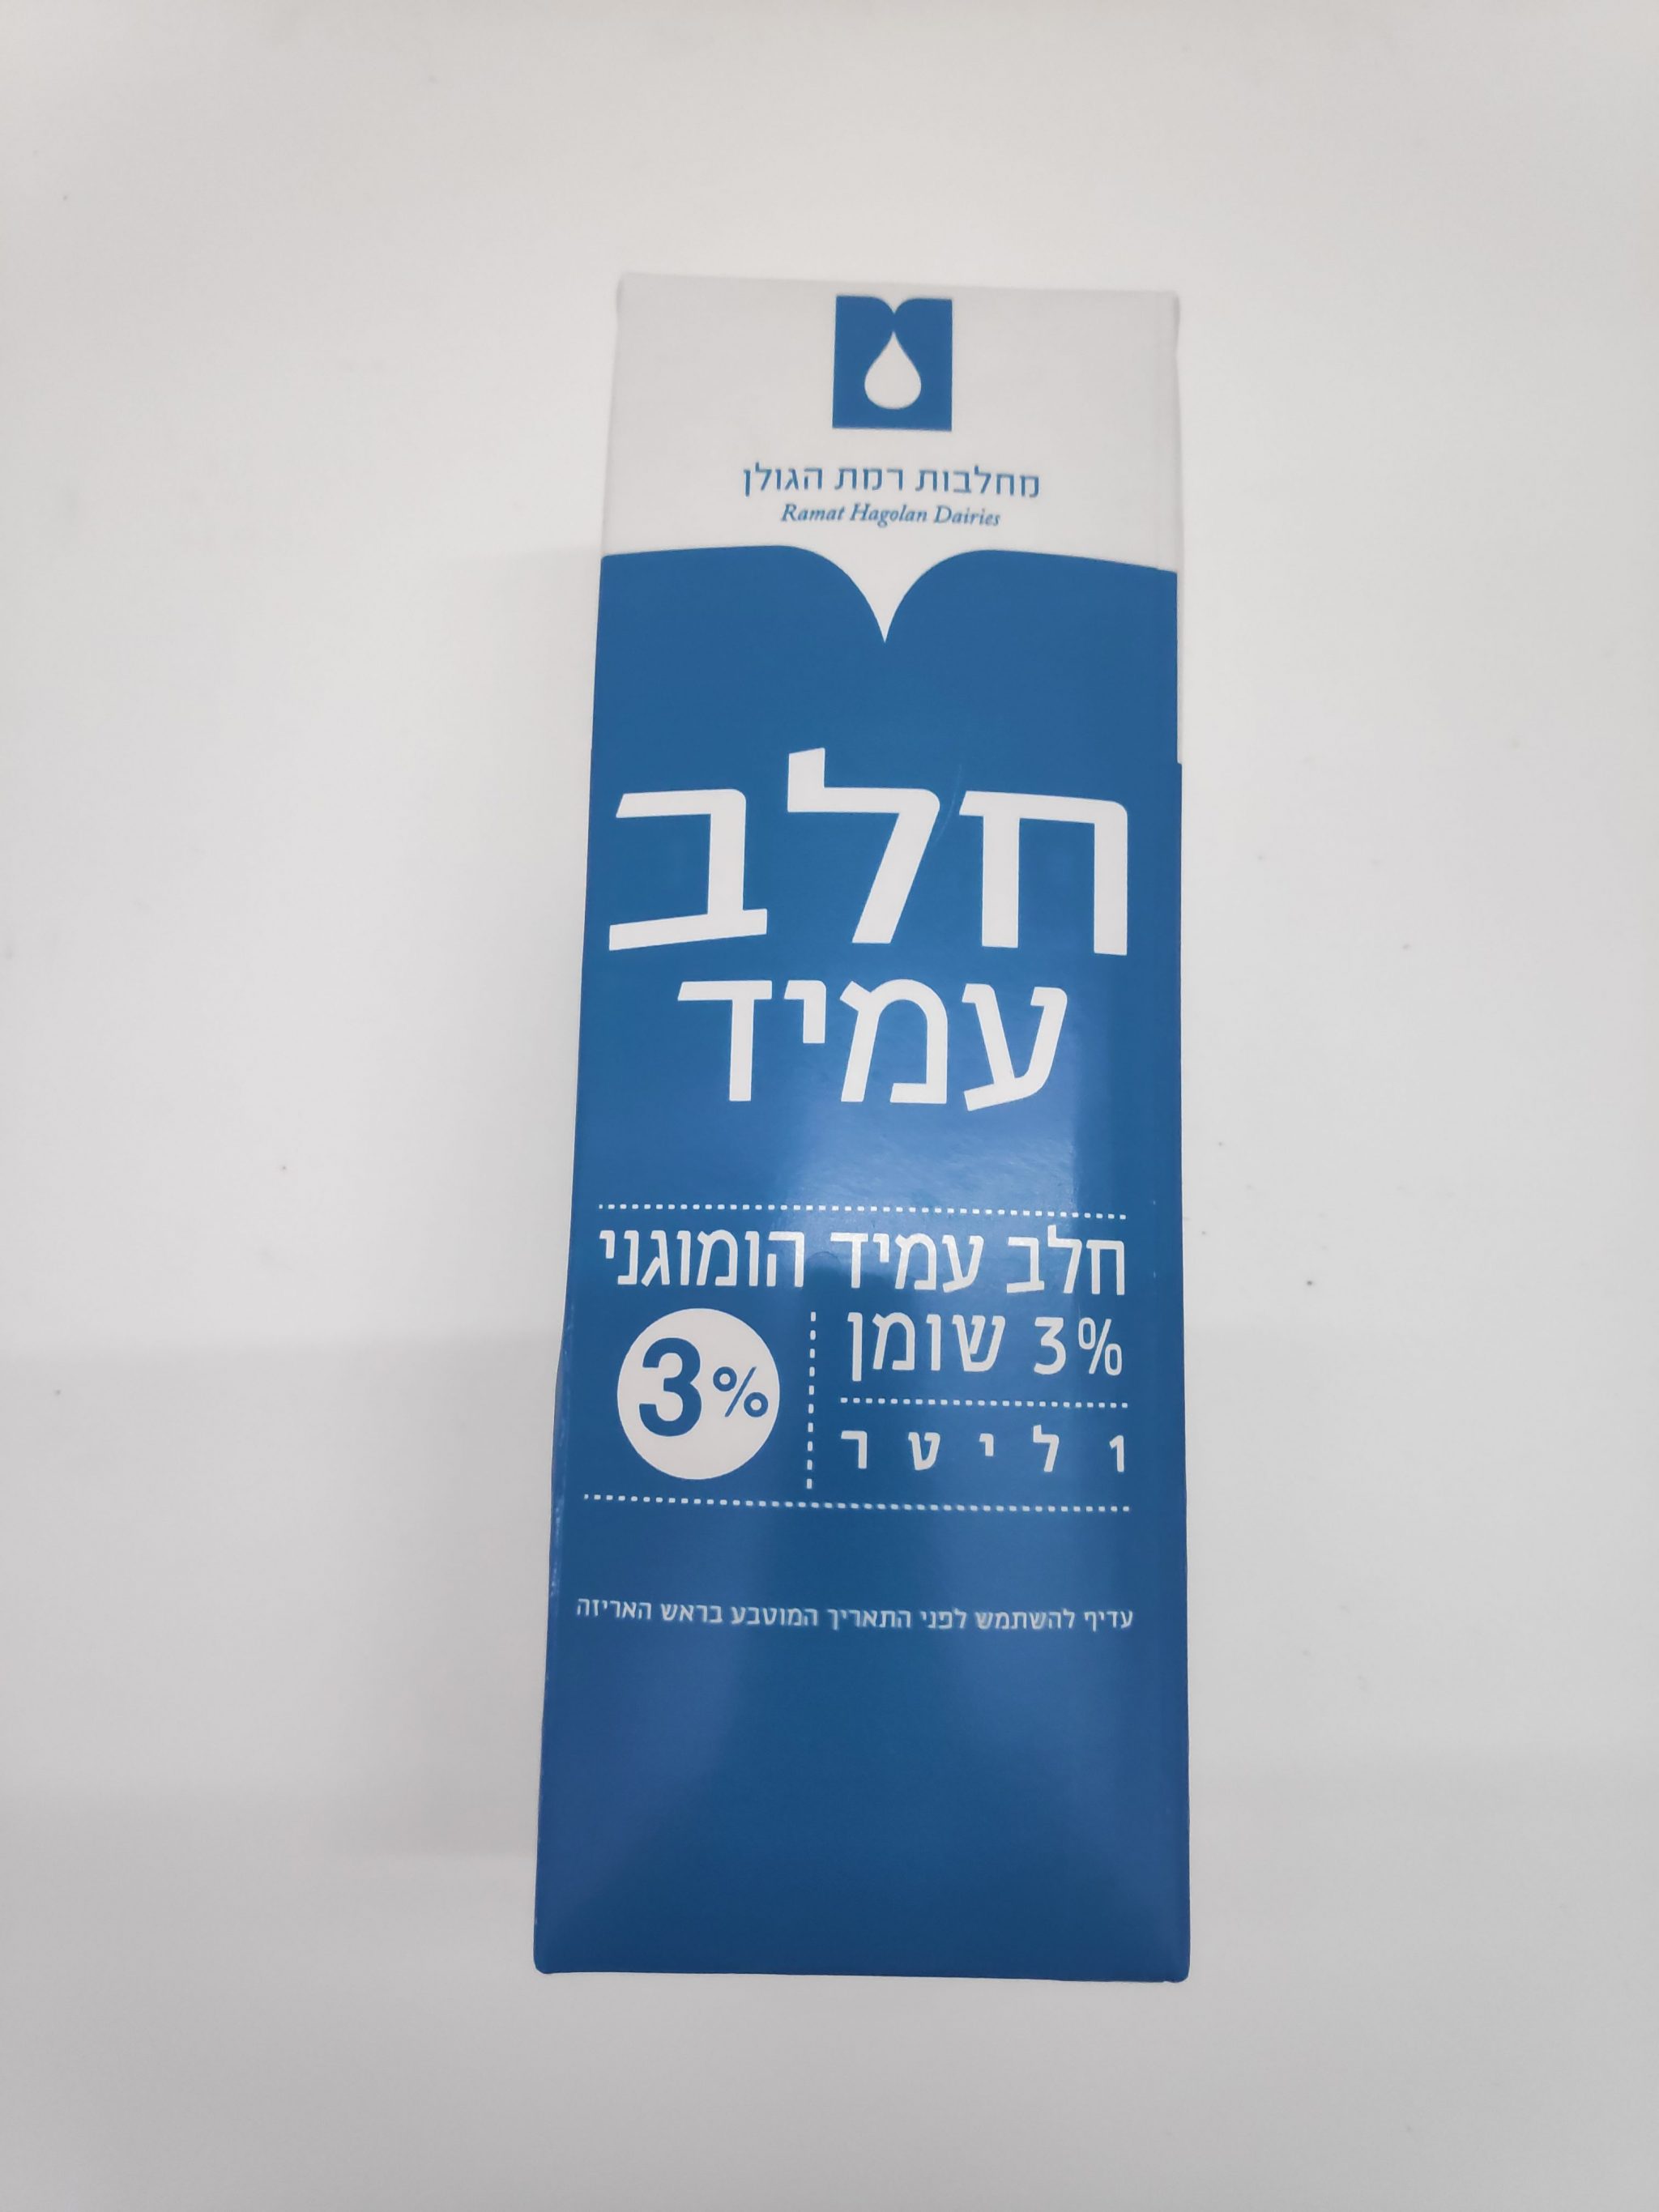 מחלבות רמת הגולן
Ramat Hagolan Dairies
חלב
עמיד
חלב עמיד הומוגני
3% שומן
1 ליטר
3%
עדיף להשתמש לפני התאריך המוטבע בראש האריזה